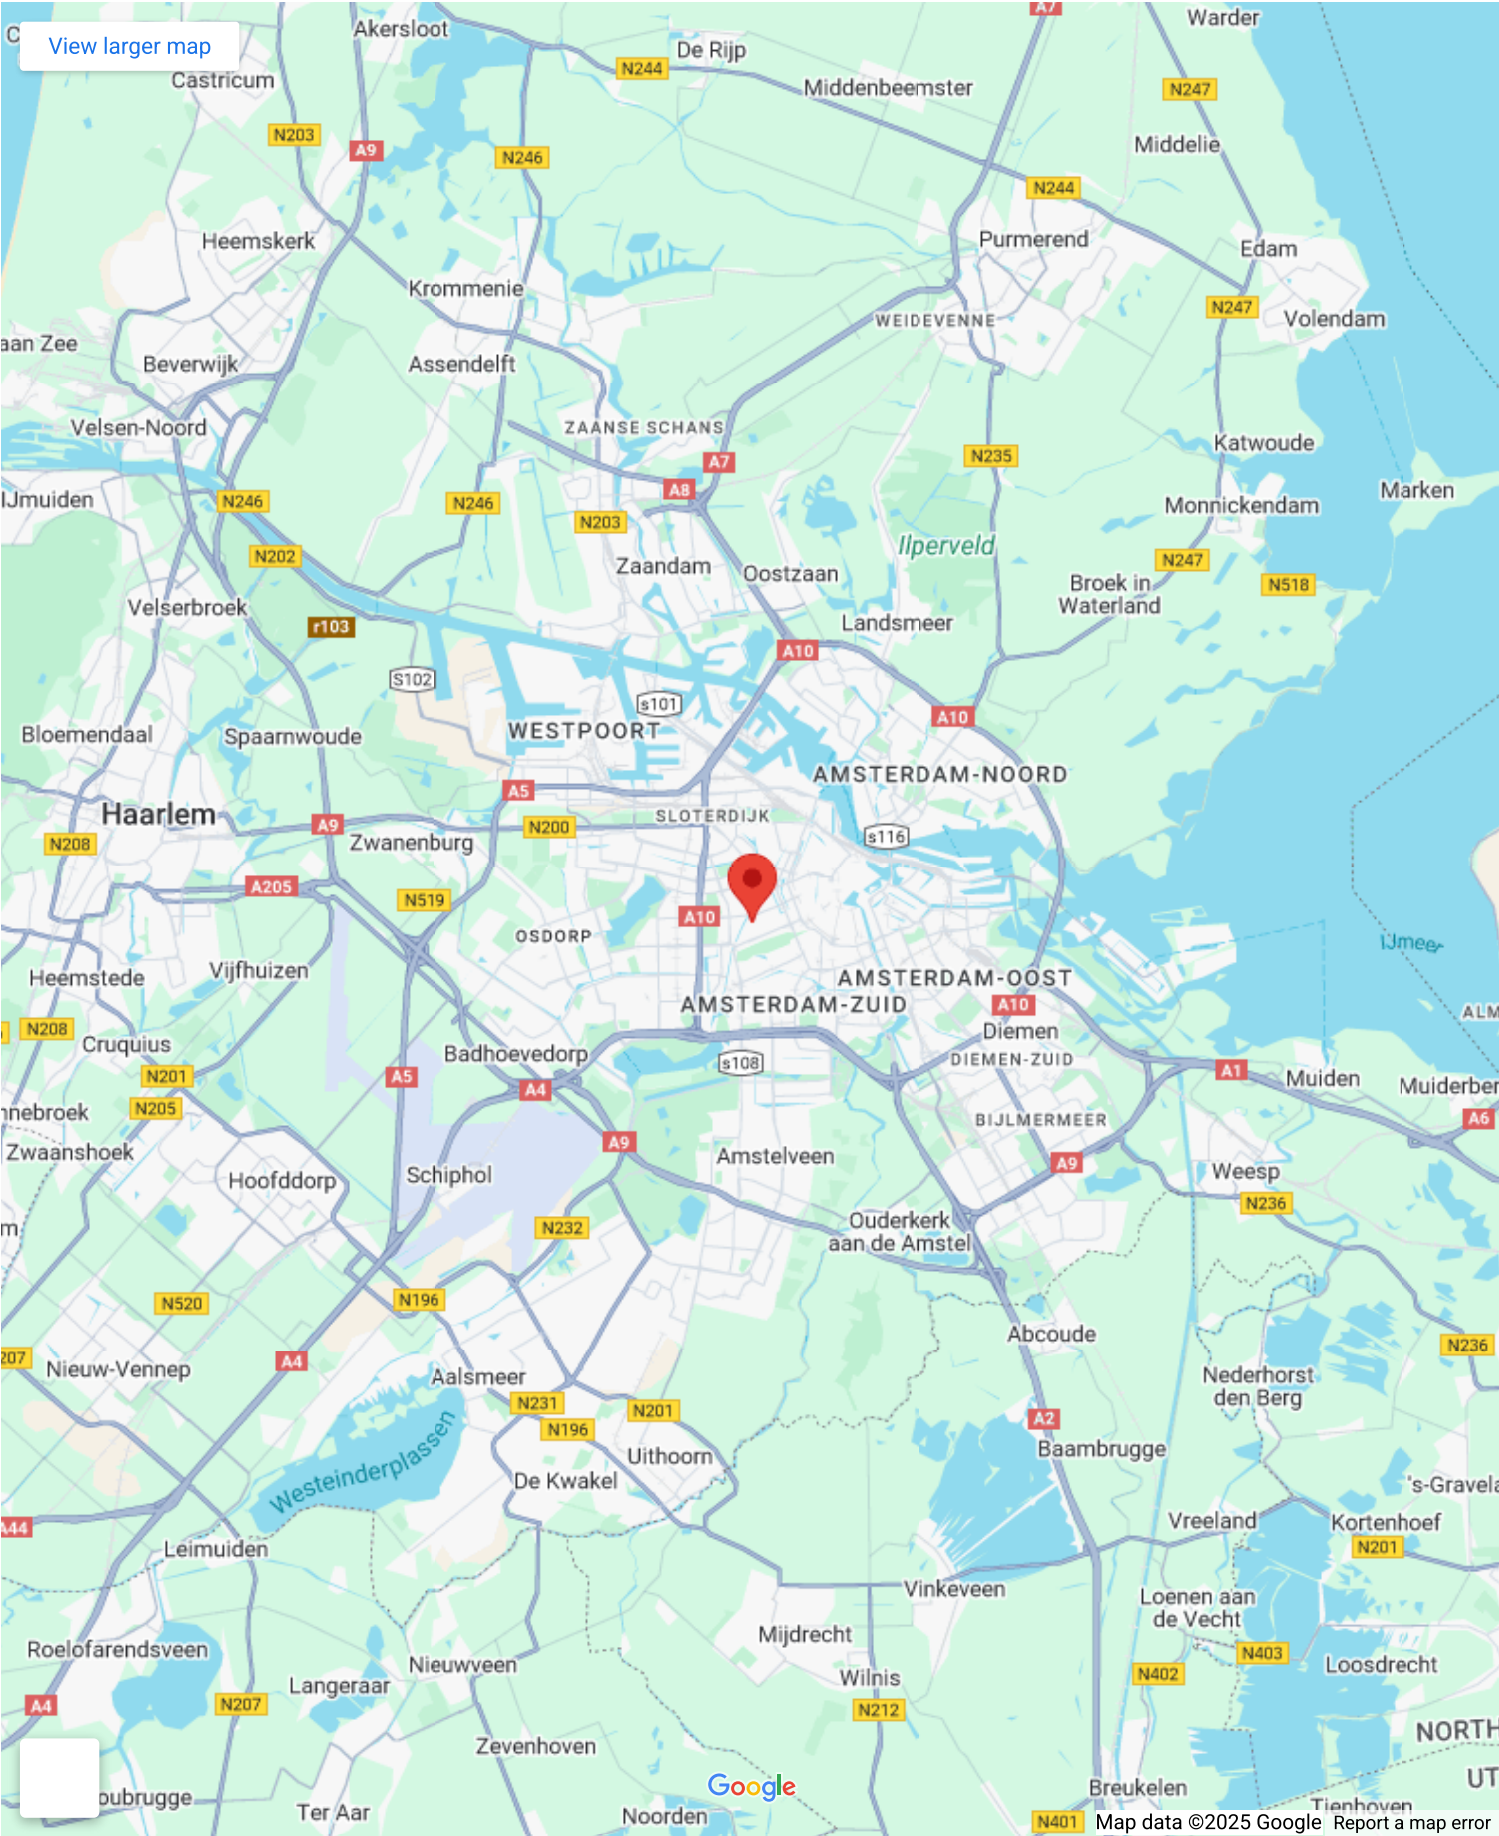 Akersloot
Warder
A7
View larger map
De Rijp
N244
Castricum
Middenbeemster
N247
N203
A9
N246
Middelie
N244
Heemskerk
Purmerend
Edam
Krommenie
N247
WEIDEVENNE
Volendam
aan Zee
Beverwijk
Assendelft
Velsen-Noord
ZAANSE SCHANS
Katwoude
A7
N235
A8
Marken
IJmuiden
N246
N246
Monnickendam
N203
Ilperveld
N202
Zaandam
Oostzaan
N247
Broek in
Waterland
N518
Velserbroek
r103
Landsmeer
A10
S102
s101
A10
Bloemendaal
Spaarnwoude
WESTPOORT
AMSTERDAM-NOORD
A5
Haarlem
SLOTERDIJK
A9
N200
s116
N208
Zwanenburg
A205
N519
A10
OSDORP
IJmeer
Heemstede
Vijfhuizen
AMSTERDAM-OOST
AMSTERDAM-ZUID
A10
ALM
N208
Diemen
Cruquius
Badhoevedorp
s108
DIEMEN-ZUID
N201
A5
A4
A1
Muiden
Muiderber
nnebroek
N205
BIJLMERMEER
A6
Zwaanshoek
A9
Amstelveen
A9
Hoofddorp
Schiphol
Weesp
N236
m
N232
Ouderkerk
aan de Amstel
N520
N196
Abcoude
207
A4
N236
Nieuw-Vennep
Aalsmeer
Nederhorst
den Berg
N231
N201
A2
N196
Westeinderplassen
Uithoorn
Baambrugge
De Kwakel
's-Gravela
A44
Vreeland
Kortenhoef
Leimuiden
N201
Vinkeveen
Loenen aan
de Vecht
Mijdrecht
Roelofarendsveen
N403
Nieuwveen
Loosdrecht
Langeraar
Wilnis
N402
A4
N207
N212
NORTH
Zevenhoven
UT
Google
Breukelen
oubrugge
Ter Aar
Noorden
Tienhoven
N401
Map data ©2025 Google
Report a map error